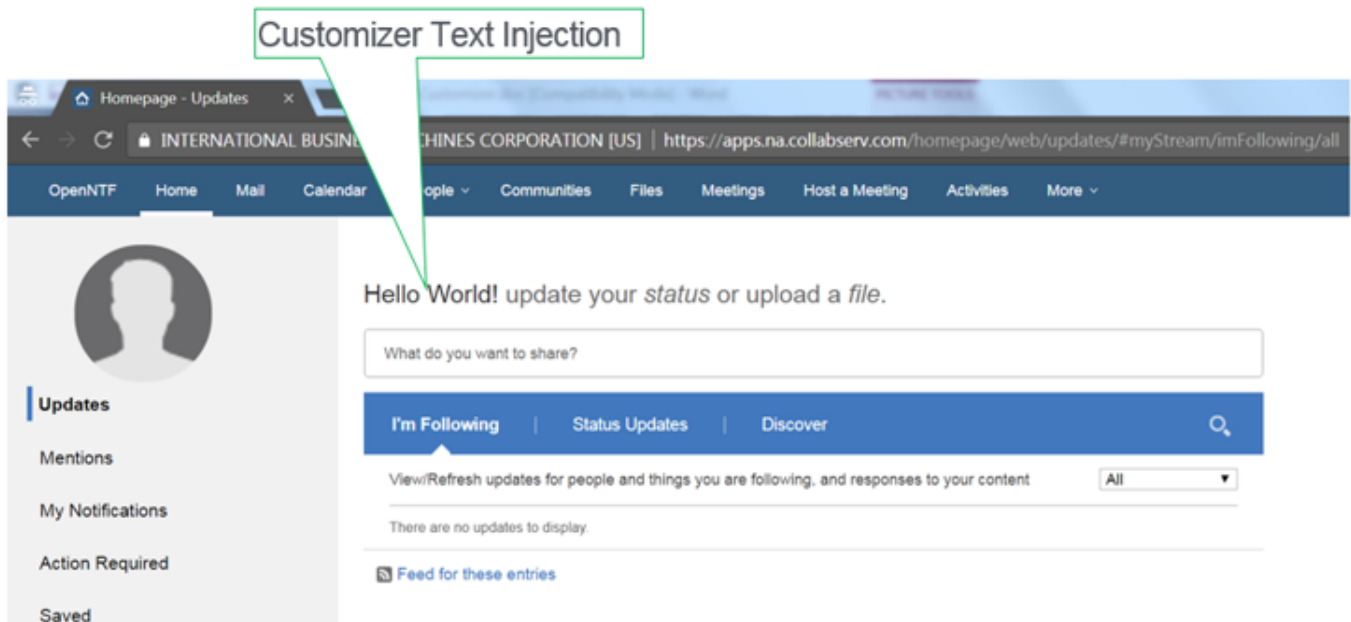 Customizer Text Injection
Homepage - Updates ×
PICTURE TOOLS
INTERNATIONAL BUSINE CHINES CORPORATION [US] | https://apps.na.collabserv.com/homepage/web/updates/#myStream/imFollowing/all
OpenNTF Home Mail Calendar ople Communities Files Meetings Host a Meeting Activities More
Hello World! update your status or upload a file.
What do you want to share?
Updates
I'm Following | Status Updates | Discover
Mentions
View/Refresh updates for people and things you are following, and responses to your content All
My Notifications
There are no updates to display.
Action Required
Feed for these entries
Saved